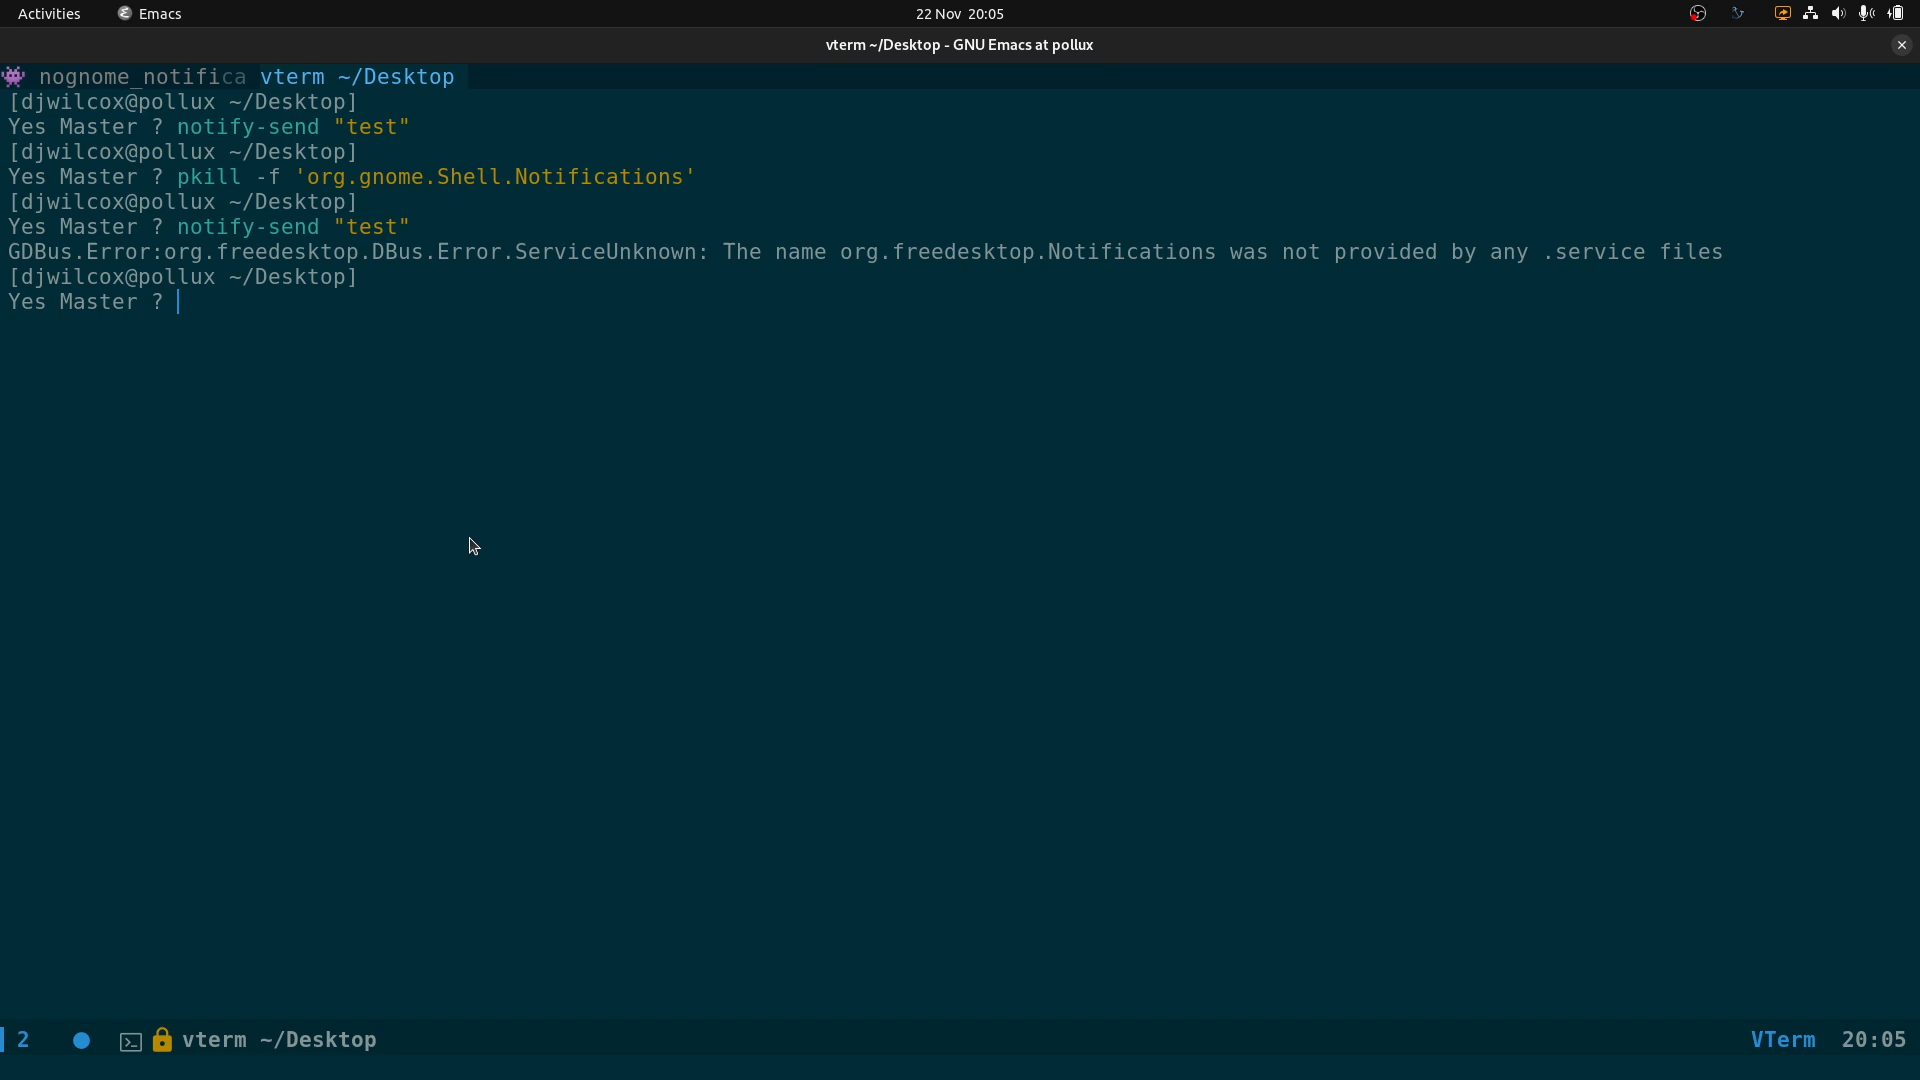 Activities Emacs 22 Nov 20:05
vterm ~/Desktop - GNU Emacs at pollux
nognome_notifica vterm ~/Desktop
[djwilcox@pollux ~/Desktop]
Yes Master ? notify-send "test"
[djwilcox@pollux ~/Desktop]
Yes Master ? pkill -f 'org.gnome.Shell.Notifications'
[djwilcox@pollux ~/Desktop]
Yes Master ? notify-send "test"
GDBus.Error:org.freedesktop.DBus.Error.ServiceUnknown: The name org.freedesktop.Notifications was not provided by any .service files
[djwilcox@pollux ~/Desktop]
Yes Master ?
2 vterm ~/Desktop VTerm 20:05